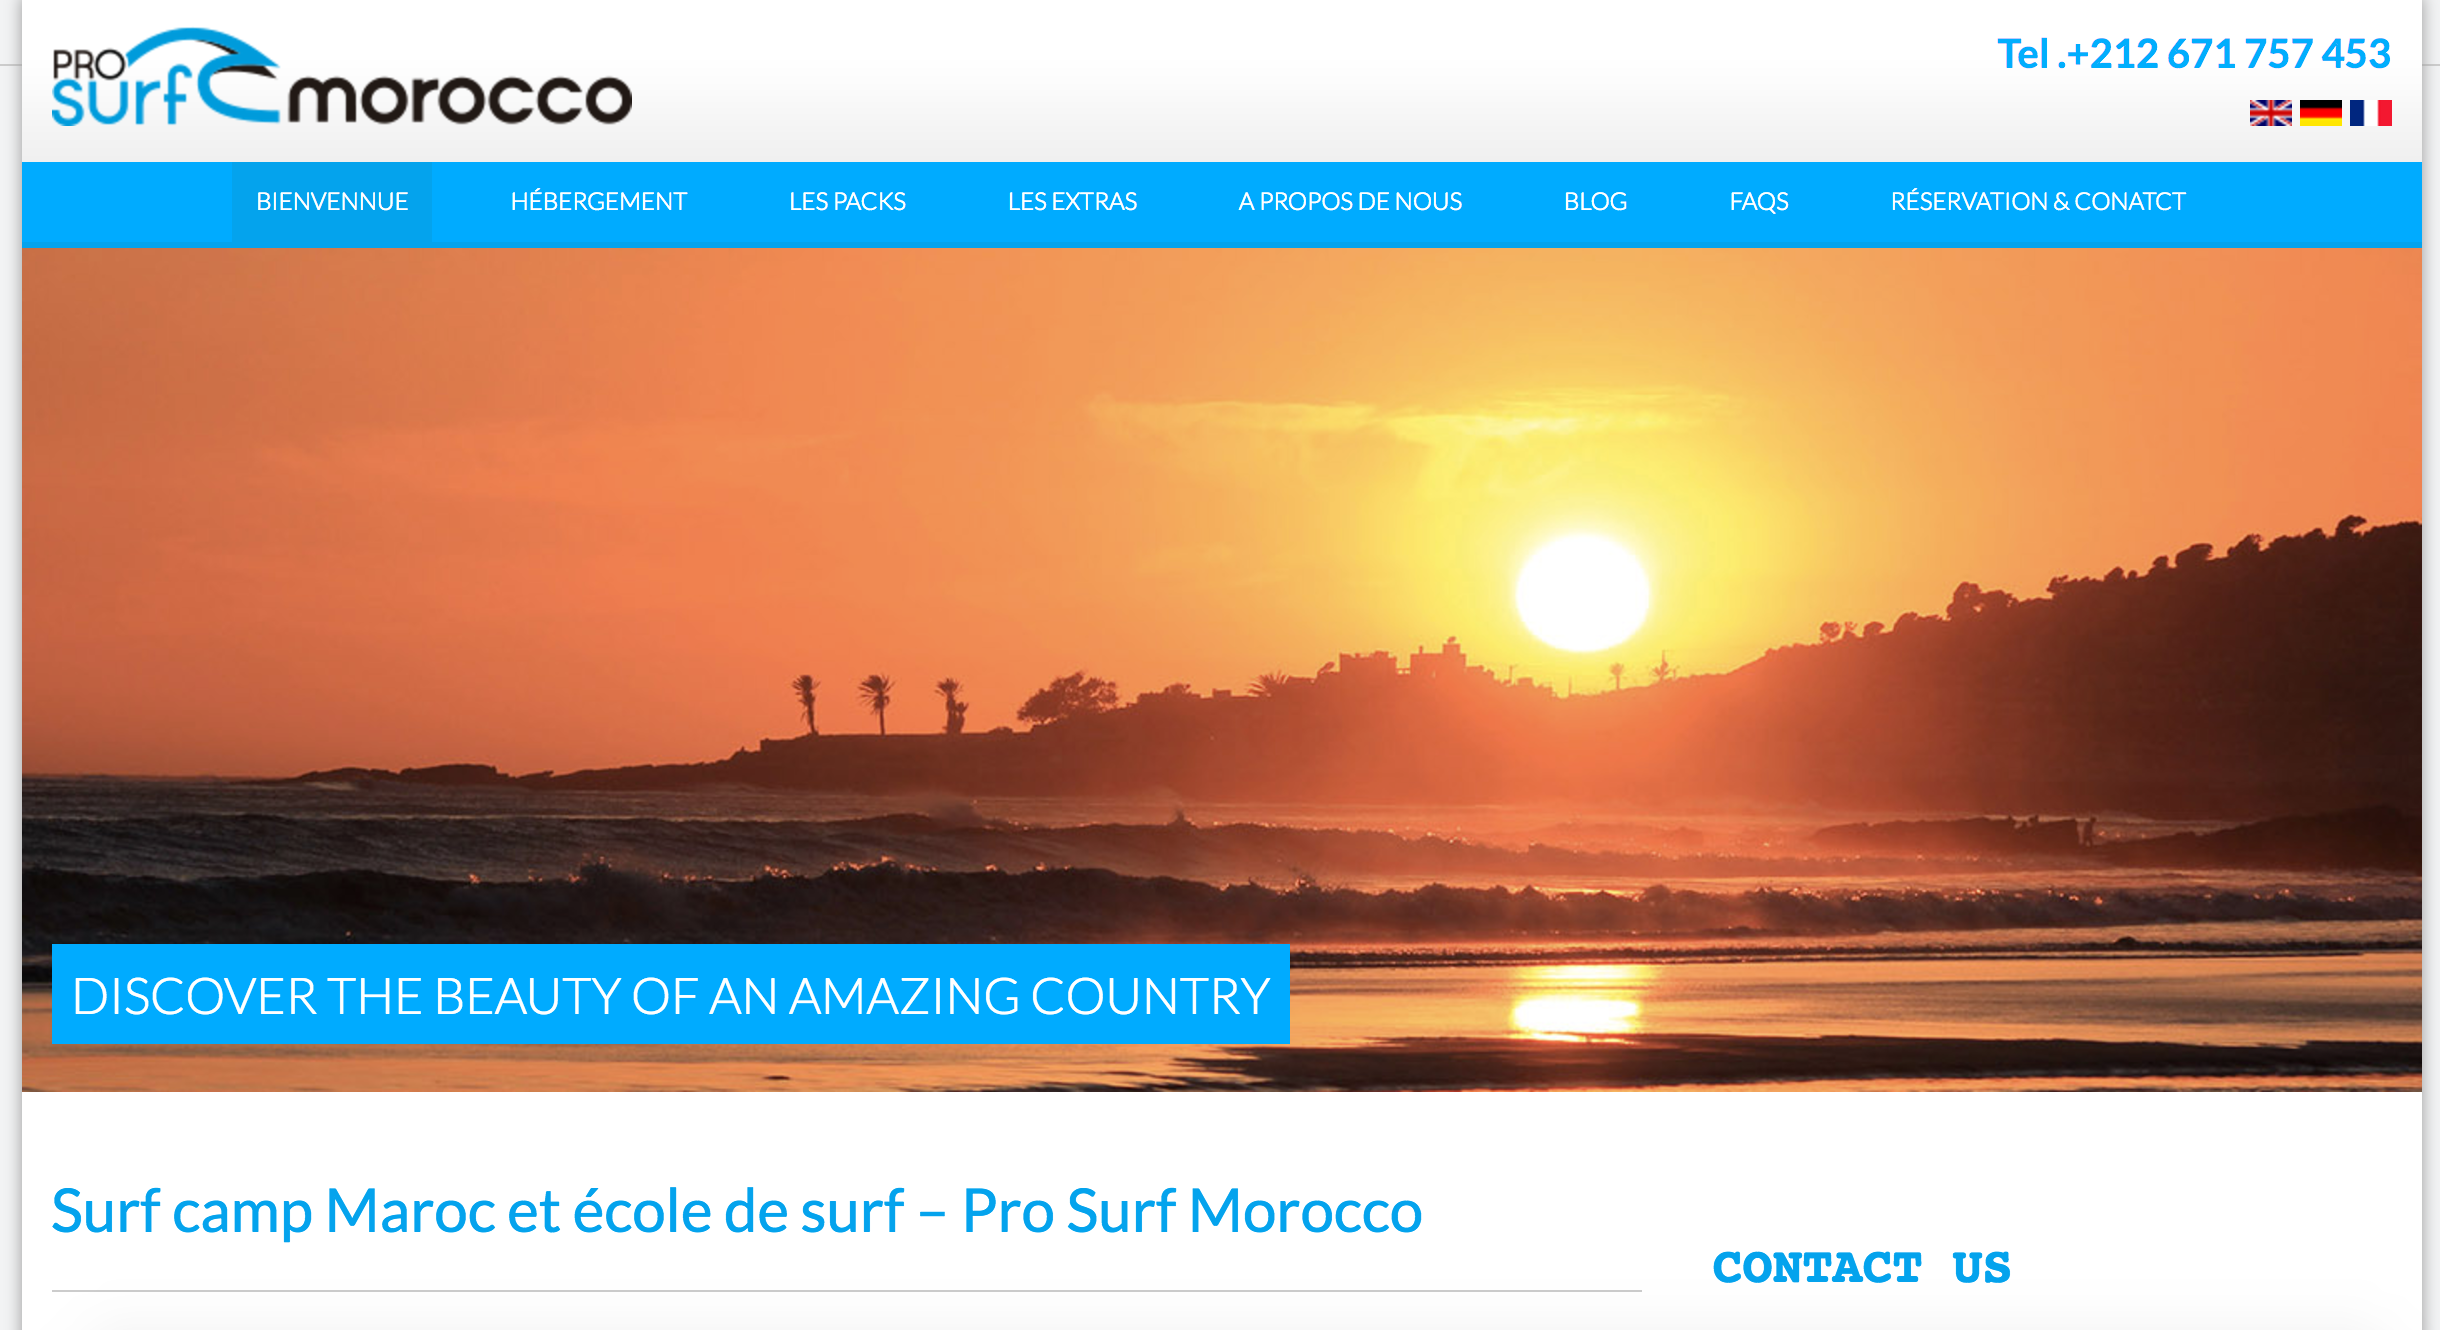 PRO
surf morocco
Tel .+212 671 757 453
BIENVENNUE HÉBERGEMENT LES PACKS LES EXTRAS A PROPOS DE NOUS BLOG FAQS RÉSERVATION & CONATCT
DISCOVER THE BEAUTY OF AN AMAZING COUNTRY
Surf camp Maroc et école de surf – Pro Surf Morocco
CONTACT US